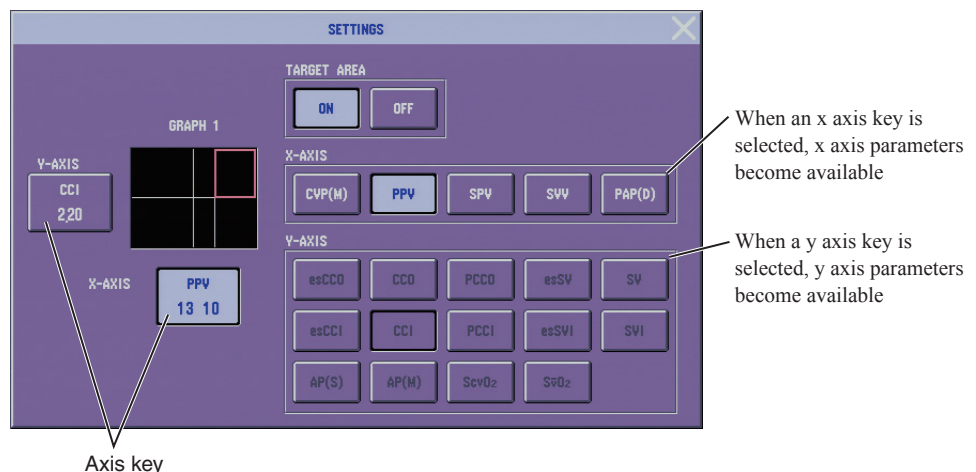 SETTINGS
TARGET AREA
ON OFF
GRAPH 1
Y-AXIS
CCI
2.20
X-AXIS
PPV
13 10
X-AXIS
CVP(M) PPV SPV SVV PAP(D)
Y-AXIS
esCCO CCO PCCO esSV SV
esCCI CCI PCCI esSVI SVI
AP(S) AP(M) ScvO2 Sv̄O2
When an x axis key is
selected, x axis parameters
become available
When a y axis key is
selected, y axis parameters
become available
Axis key